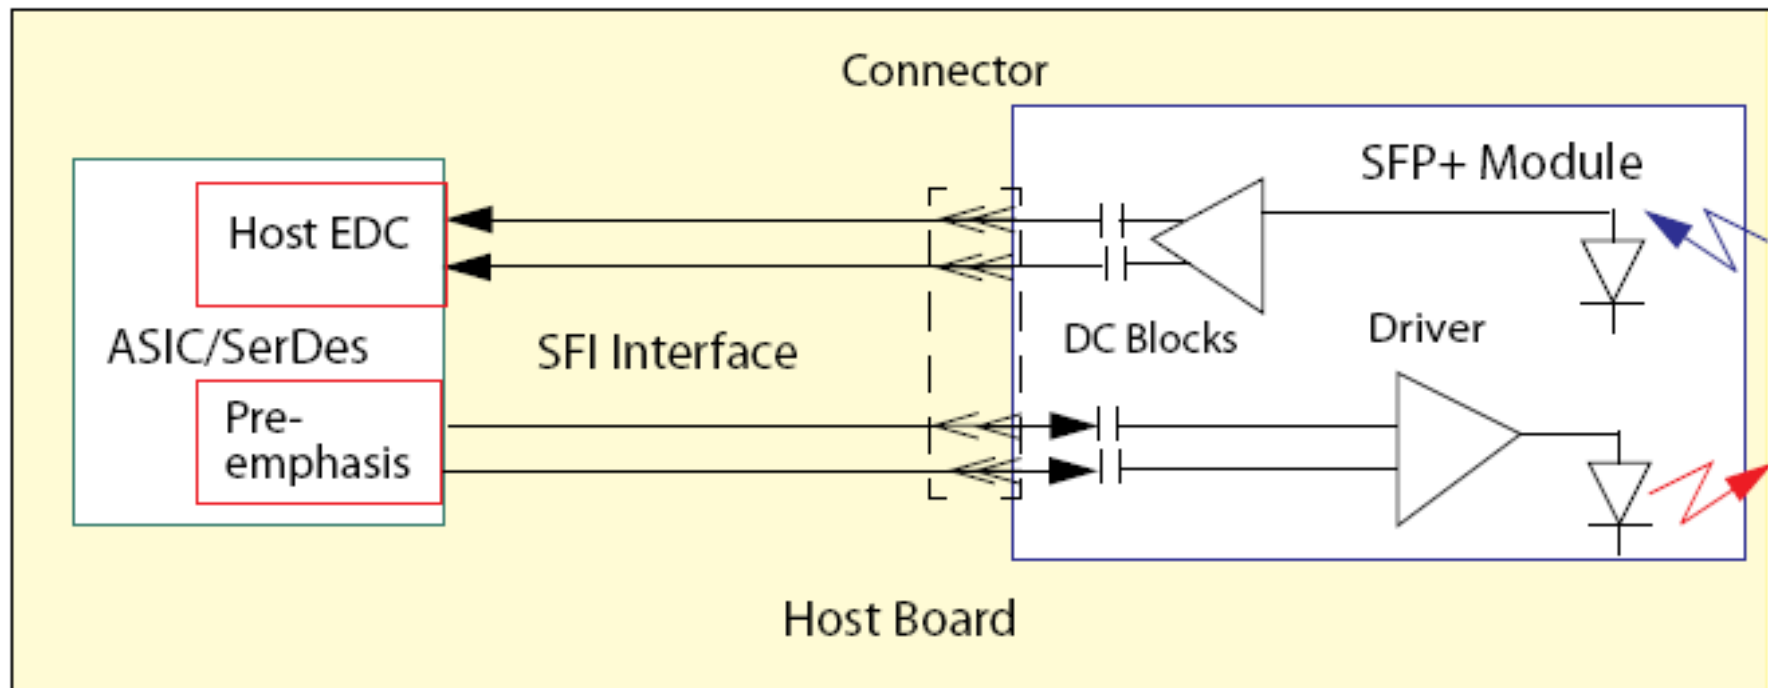 Connector
SFP+ Module
Host EDC
ASIC/SerDes
SFI Interface
DC Blocks
Driver
Pre-
emphasis
Host Board